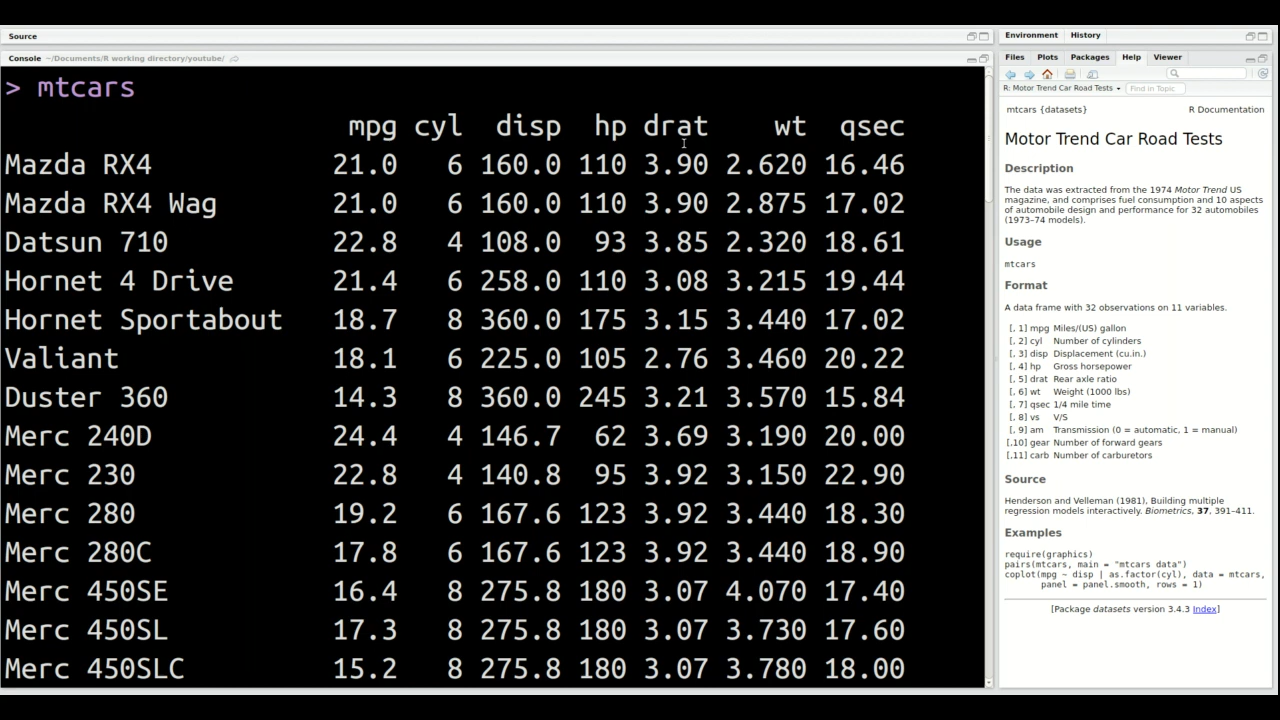 Source
Console ~/Documents/R working directory/youtube/
> mtcars
mpg cyl disp hp drat wt qsec
Mazda RX4 21.0 6 160.0 110 3.90 2.620 16.46
Mazda RX4 Wag 21.0 6 160.0 110 3.90 2.875 17.02
Datsun 710 22.8 4 108.0 93 3.85 2.320 18.61
Hornet 4 Drive 21.4 6 258.0 110 3.08 3.215 19.44
Hornet Sportabout 18.7 8 360.0 175 3.15 3.440 17.02
Valiant 18.1 6 225.0 105 2.76 3.460 20.22
Duster 360 14.3 8 360.0 245 3.21 3.570 15.84
Merc 240D 24.4 4 146.7 62 3.69 3.190 20.00
Merc 230 22.8 4 140.8 95 3.92 3.150 22.90
Merc 280 19.2 6 167.6 123 3.92 3.440 18.30
Merc 280C 17.8 6 167.6 123 3.92 3.440 18.90
Merc 450SE 16.4 8 275.8 180 3.07 4.070 17.40
Merc 450SL 17.3 8 275.8 180 3.07 3.730 17.60
Merc 450SLC 15.2 8 275.8 180 3.07 3.780 18.00
Environment History
Files Plots Packages Help Viewer
R: Motor Trend Car Road Tests Find in Topic
mtcars {datasets} R Documentation
Motor Trend Car Road Tests
Description
The data was extracted from the 1974 Motor Trend US
magazine, and comprises fuel consumption and 10 aspects
of automobile design and performance for 32 automobiles
(1973–74 models).
Usage
mtcars
Format
A data frame with 32 observations on 11 variables.
[, 1] mpg Miles/(US) gallon
[, 2] cyl Number of cylinders
[, 3] disp Displacement (cu.in.)
[, 4] hp Gross horsepower
[, 5] drat Rear axle ratio
[, 6] wt Weight (1000 lbs)
[, 7] qsec 1/4 mile time
[, 8] vs V/S
[, 9] am Transmission (0 = automatic, 1 = manual)
[,10] gear Number of forward gears
[,11] carb Number of carburetors
Source
Henderson and Velleman (1981), Building multiple
regression models interactively. Biometrics, 37, 391–411.
Examples
require(graphics)
pairs(mtcars, main = "mtcars data")
coplot(mpg ~ disp | as.factor(cyl), data = mtcars,
panel = panel.smooth, rows = 1)
[Package datasets version 3.4.3 Index]